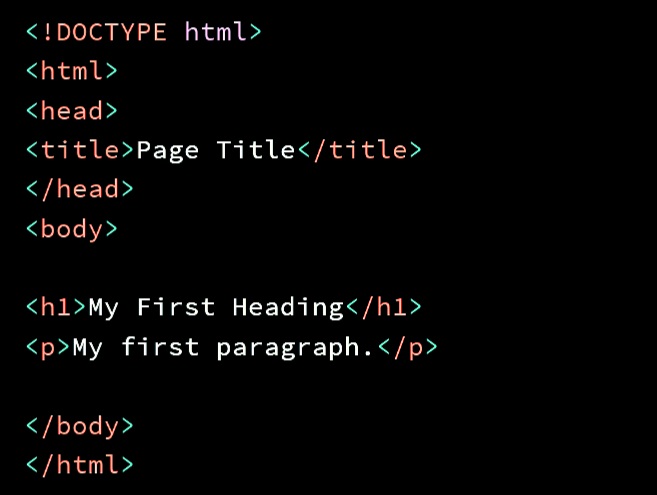 <!DOCTYPE html>
<html>
<head>
<title>Page Title</title>
</head>
<body>
<h1>My First Heading</h1>
<p>My first paragraph.</p>
</body>
</html>